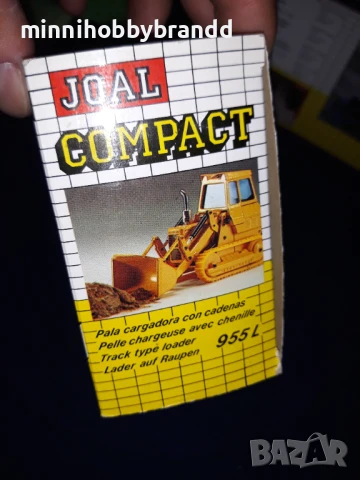 minnihobbybrandd
JOAL
COMPACT
Pala cargadora con cadenas
Pelle chargeuse avec chenille
Track type loader
Lader auf Raupen
955 L
BAZAR